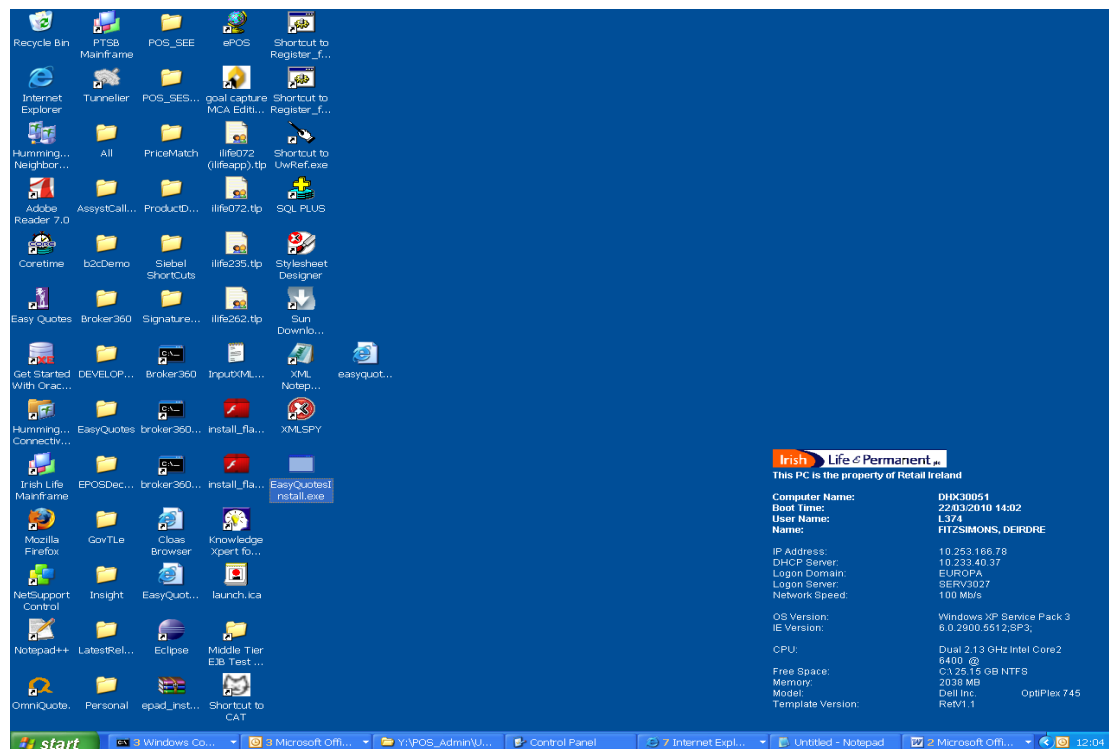 Recycle Bin
PTSB
Mainframe
POS_SEE
ePOS
Shortcut to
Register_f...
Internet
Explorer
Tunnelier
POS_SES...
goal capture
MCA Editi...
Shortcut to
Register_f...
Humming...
Neighbor...
All
PriceMatch
ilife072
(ilifeapp).tlp
Shortcut to
UwRef.exe
Adobe
Reader 7.0
AssystCall...
ProductD...
ilife072.tlp
SQL PLUS
Coretime
b2cDemo
Siebel
ShortCuts
ilife235.tlp
Stylesheet
Designer
Easy Quotes
Broker360
Signature...
ilife262.tlp
Sun
Downlo...
Get Started
With Orac...
DEVELOP...
Broker360
InputXML...
XML
Notep...
easyquot...
Humming...
Connectiv...
EasyQuotes
broker360...
install_fla...
XMLSPY
Irish Life
Mainframe
EPOSDec...
broker360...
install_fla...
EasyQuotesI
nstall.exe
Mozilla
Firefox
GovTLe
Cloas
Browser
Knowledge
Xpert fo...
NetSupport
Control
Insight
EasyQuot...
launch.ica
Notepad++
LatestRel...
Eclipse
Middle Tier
EJB Test ...
OmniQuote.
Personal
epad_inst...
Shortcut to
CAT
Irish Life & Permanent plc
This PC is the property of Retail Ireland
Computer Name: DHX30051
Boot Time: 22/03/2010 14:02
User Name: L374
Name: FITZSIMONS, DEIRDRE
IP Address: 10.253.166.78
DHCP Server: 10.233.40.37
Logon Domain: EUROPA
Logon Server: SERV3027
Network Speed: 100 Mb/s
OS Version: Windows XP Service Pack 3
IE Version: 6.0.2900.5512;SP3;
CPU: Dual 2.13 GHz Intel Core2
6400 @
Free Space: C:\ 25.15 GB NTFS
Memory: 2038 MB
Model: Dell Inc. OptiPlex 745
Template Version: RetV1.1
start 3 Windows Co... 3 Microsoft Offi... Y:\POS_Admin\U... Control Panel 7 Internet Expl... Untitled - Notepad 2 Microsoft Offi... 12:04